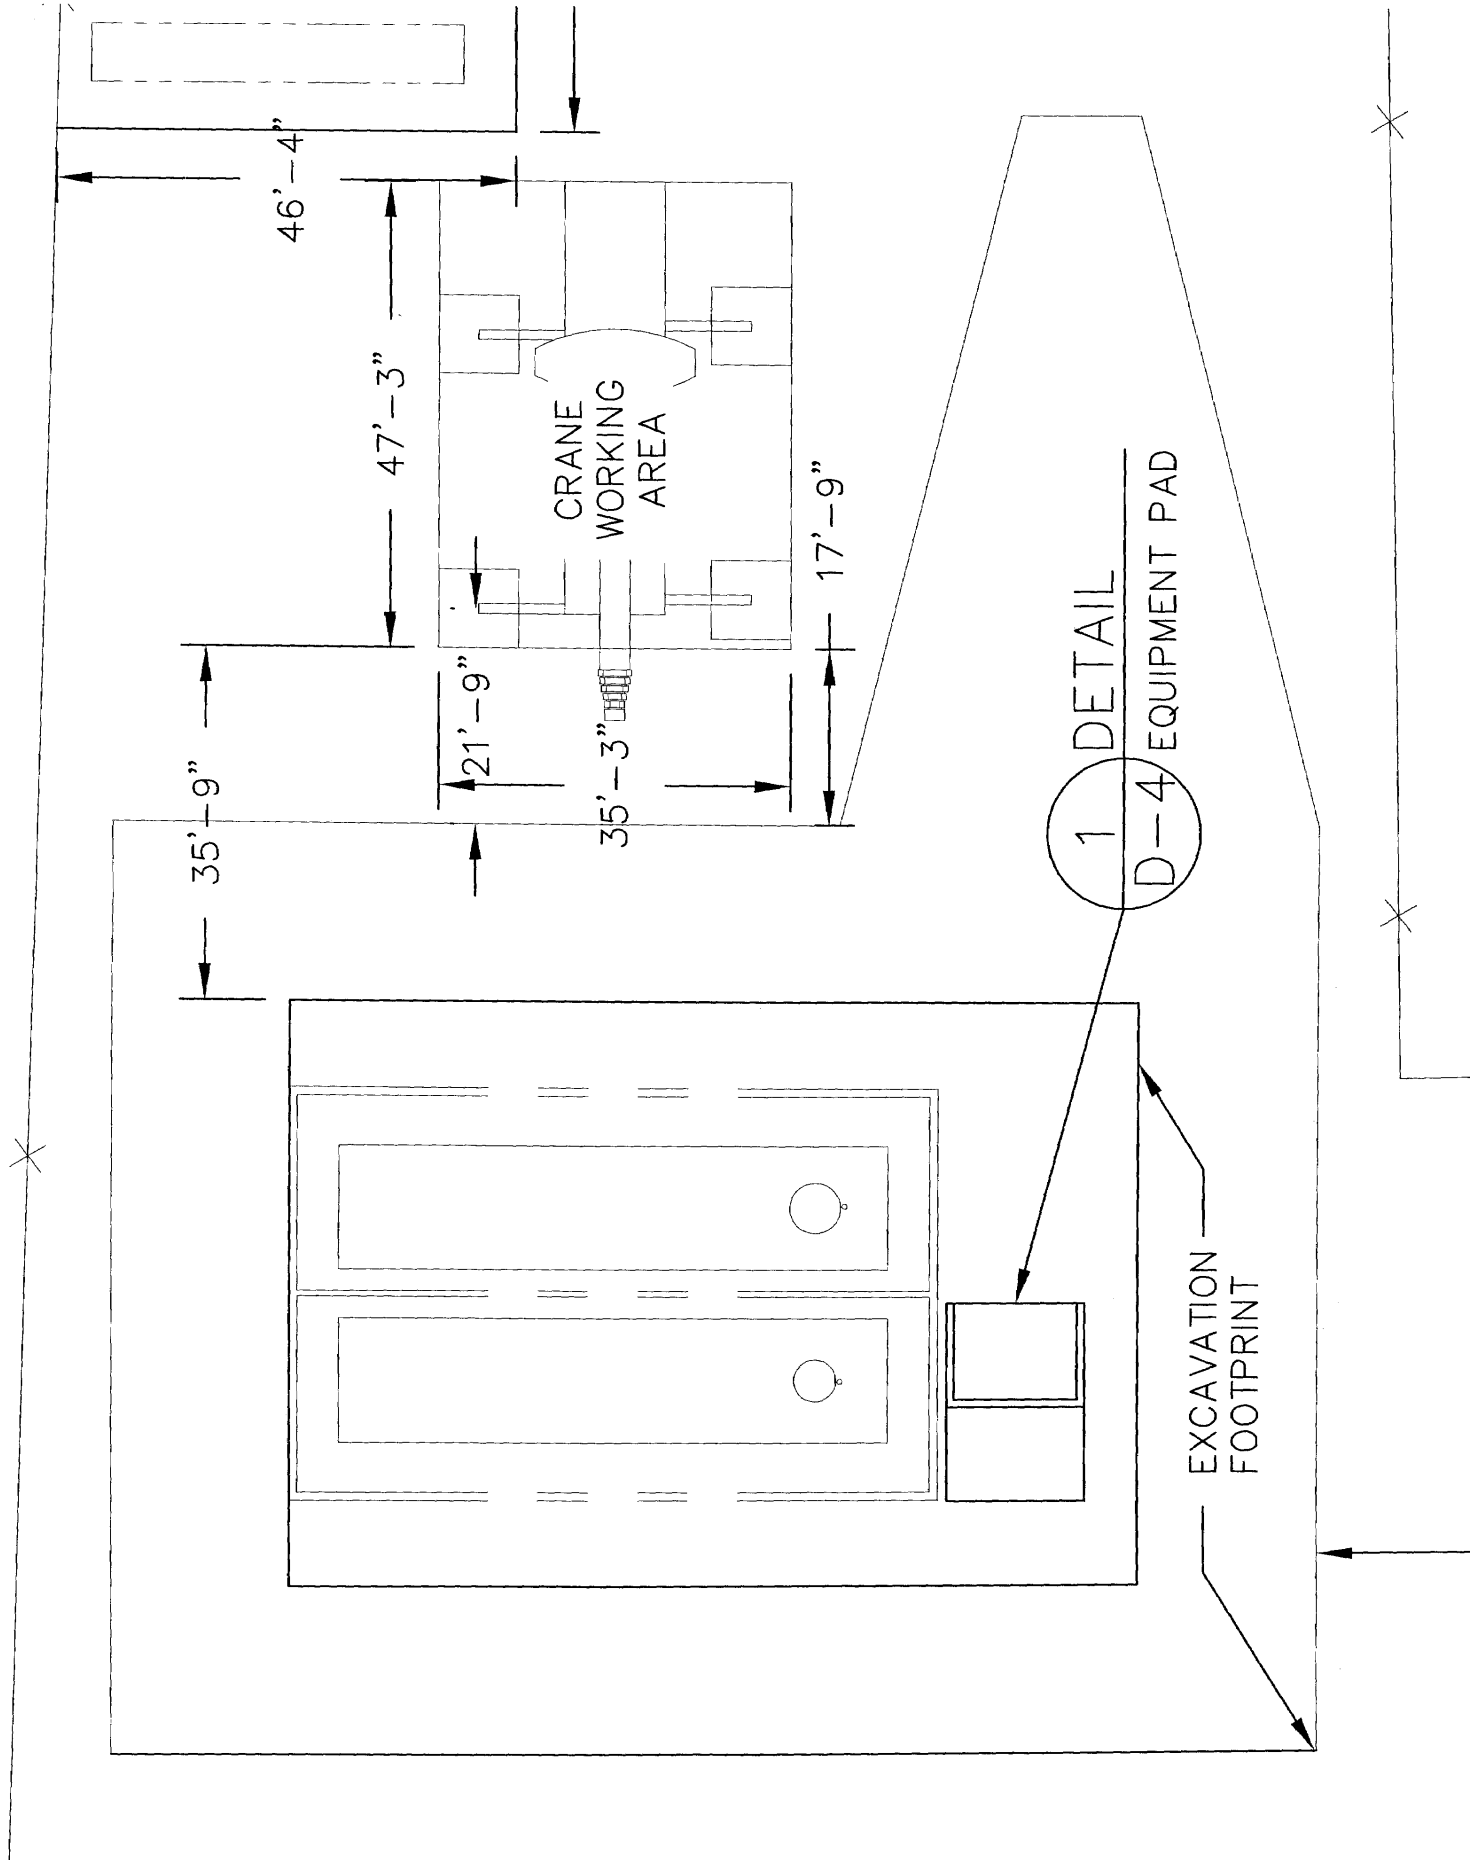 46'-4"
47'-3"
CRANE
WORKING
AREA
17'-9"
21'-9"
35'-3"
35'-9"
1 DETAIL
D-4 EQUIPMENT PAD
EXCAVATION
FOOTPRINT